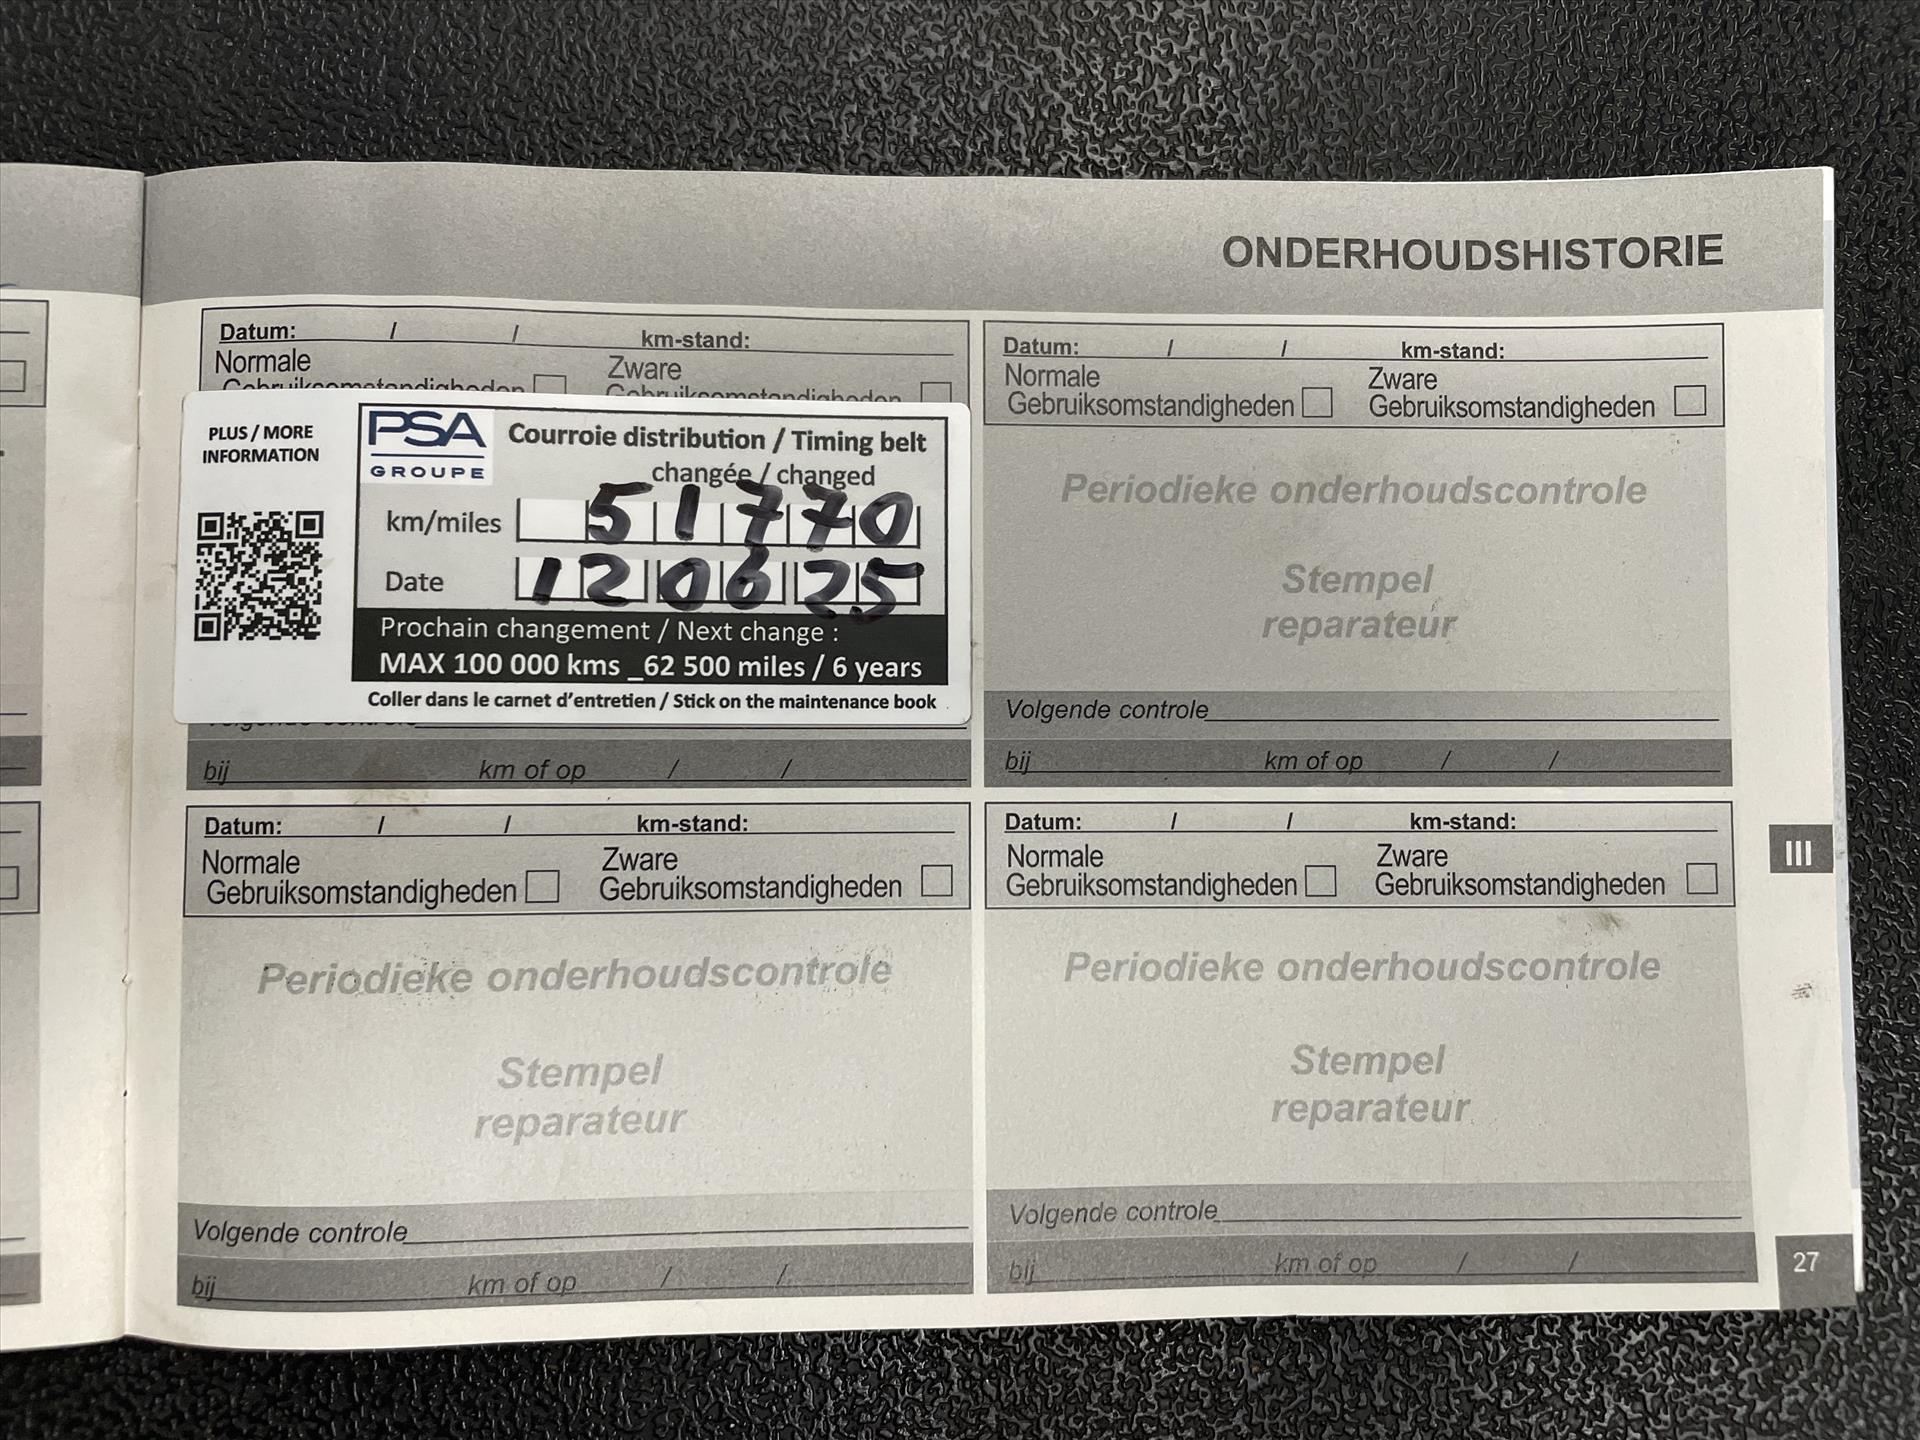 ONDERHOUDSHISTORIE
Datum: / / km-stand:
Normale Zware
Gebruiksomstandigheden Gebruiksomstandigheden
PLUS / MORE
INFORMATION
PSA
GROUPE
Courroie distribution / Timing belt
changée / changed
km/miles 51770
Date 120625
Prochain changement / Next change :
MAX 100 000 kms _62 500 miles / 6 years
Coller dans le carnet d'entretien / Stick on the maintenance book
Volgende controle
bij km of op / /
Datum: / / km-stand:
Normale Zware
Gebruiksomstandigheden Gebruiksomstandigheden
Periodieke onderhoudscontrole
Stempel
reparateur
Volgende controle
bij km of op / /
Datum: / / km-stand:
Normale Zware
Gebruiksomstandigheden Gebruiksomstandigheden
Periodieke onderhoudscontrole
Stempel
reparateur
Volgende controle
bij km of op / /
Datum: / / km-stand:
Normale Zware
Gebruiksomstandigheden Gebruiksomstandigheden
Periodieke onderhoudscontrole
Stempel
reparateur
Volgende controle
bij km of op / /
III
27